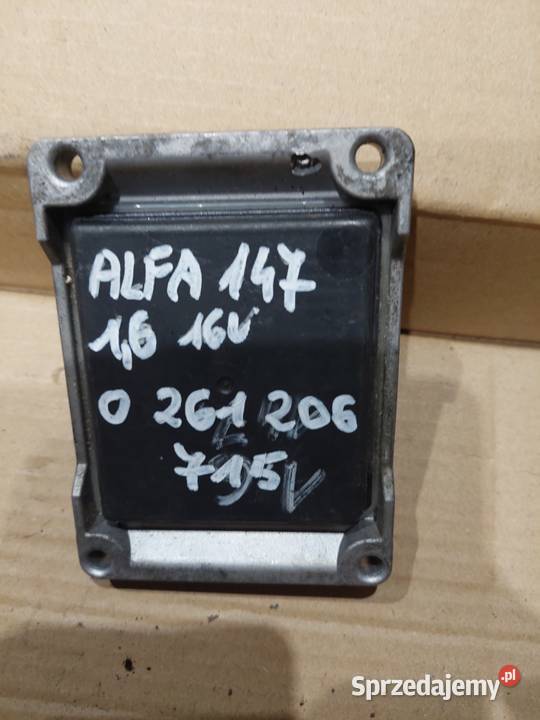 ALFA 147
1,6 16V
0 261 206
715
Sprzedajemy.pl